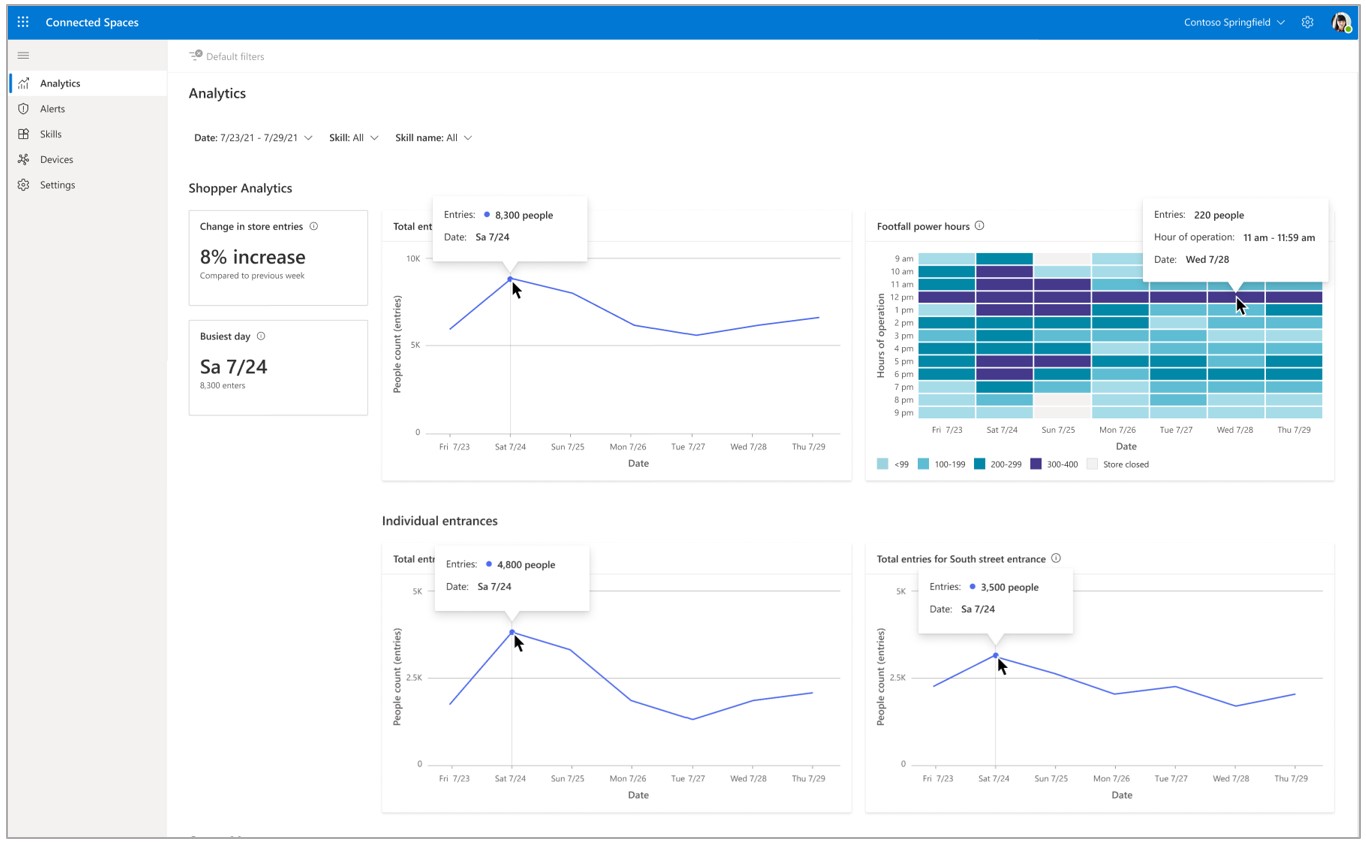 Connected Spaces
Contoso Springfield
Default filters
Analytics
Alerts
Skills
Devices
Settings
Analytics
Date: 7/23/21 - 7/29/21
Skill: All
Skill name: All
Shopper Analytics
Change in store entries
8% increase
Compared to previous week
Busiest day
Sa 7/24
8,300 enters
Total ent
Entries: 8,300 people
Date: Sa 7/24
People count (entries)
10K
5K
0
Fri 7/23 Sat 7/24 Sun 7/25 Mon 7/26 Tue 7/27 Wed 7/28 Thu 7/29
Date
Footfall power hours
Entries: 220 people
Hour of operation: 11 am - 11:59 am
Date: Wed 7/28
Hours of operation
9 am
10 am
11 am
12 pm
1 pm
2 pm
3 pm
4 pm
5 pm
6 pm
7 pm
8 pm
9 pm
Fri 7/23 Sat 7/24 Sun 7/25 Mon 7/26 Tue 7/27 Wed 7/28 Thu 7/29
Date
<99 100-199 200-299 300-400 Store closed
Individual entrances
Total entr
Entries: 4,800 people
Date: Sa 7/24
People count (entries)
5K
2.5K
0
Fri 7/23 Sat 7/24 Sun 7/25 Mon 7/26 Tue 7/27 Wed 7/28 Thu 7/29
Date
Total entries for South street entrance
Entries: 3,500 people
Date: Sa 7/24
People count (entries)
5K
2.5K
0
Fri 7/23 Sat 7/24 Sun 7/25 Mon 7/26 Tue 7/27 Wed 7/28 Thu 7/29
Date